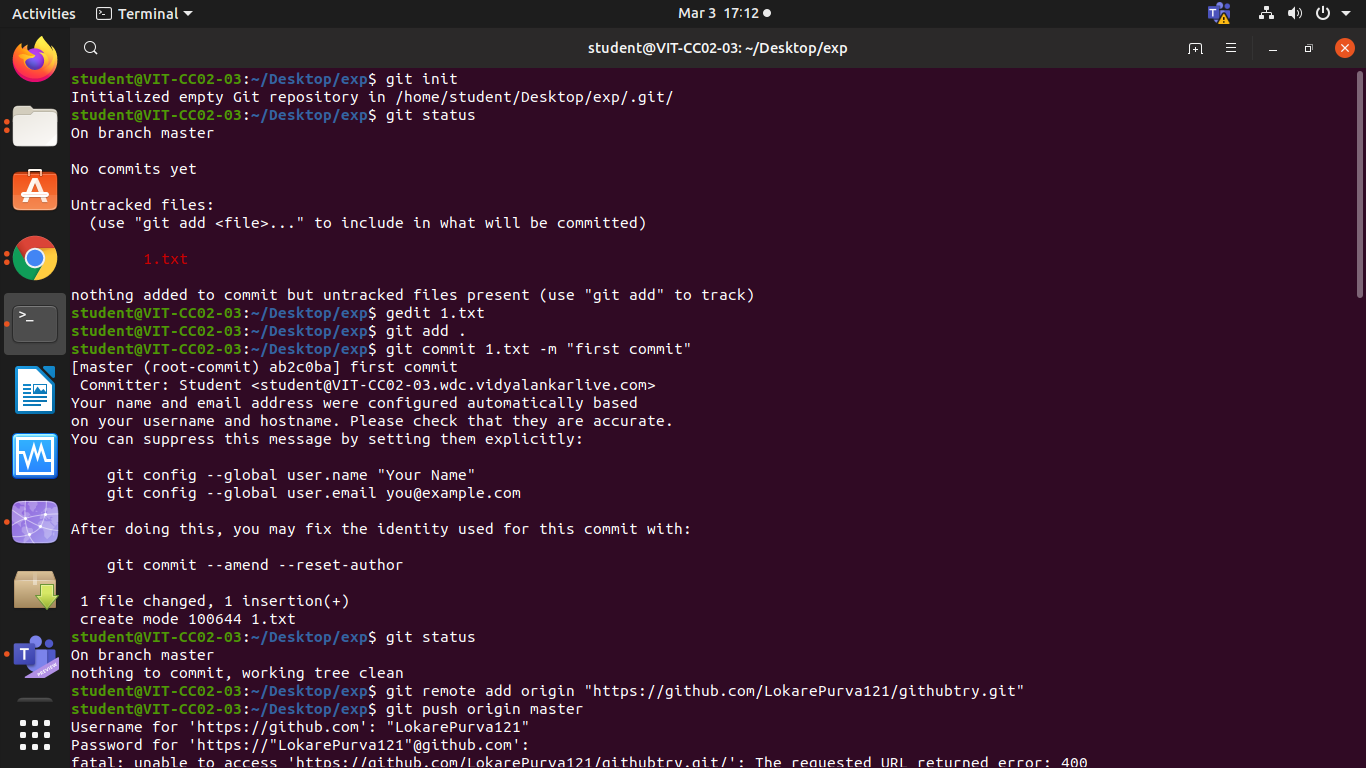 Activities Terminal Mar 3 17:12
student@VIT-CC02-03: ~/Desktop/exp
student@VIT-CC02-03:~/Desktop/exp$ git init
Initialized empty Git repository in /home/student/Desktop/exp/.git/
student@VIT-CC02-03:~/Desktop/exp$ git status
On branch master
No commits yet
Untracked files:
(use "git add <file>..." to include in what will be committed)
1.txt
nothing added to commit but untracked files present (use "git add" to track)
student@VIT-CC02-03:~/Desktop/exp$ gedit 1.txt
student@VIT-CC02-03:~/Desktop/exp$ git add .
student@VIT-CC02-03:~/Desktop/exp$ git commit 1.txt -m "first commit"
[master (root-commit) ab2c0ba] first commit
Committer: Student <student@VIT-CC02-03.wdc.vidyalankarlive.com>
Your name and email address were configured automatically based
on your username and hostname. Please check that they are accurate.
You can suppress this message by setting them explicitly:
git config --global user.name "Your Name"
git config --global user.email you@example.com
After doing this, you may fix the identity used for this commit with:
git commit --amend --reset-author
1 file changed, 1 insertion(+)
create mode 100644 1.txt
student@VIT-CC02-03:~/Desktop/exp$ git status
On branch master
nothing to commit, working tree clean
student@VIT-CC02-03:~/Desktop/exp$ git remote add origin "https://github.com/LokarePurva121/githubtry.git"
student@VIT-CC02-03:~/Desktop/exp$ git push origin master
Username for 'https://github.com': "LokarePurva121"
Password for 'https://"LokarePurva121"@github.com':
fatal: unable to access 'https://github.com/LokarePurva121/githubtry.git/': The requested URL returned error: 400